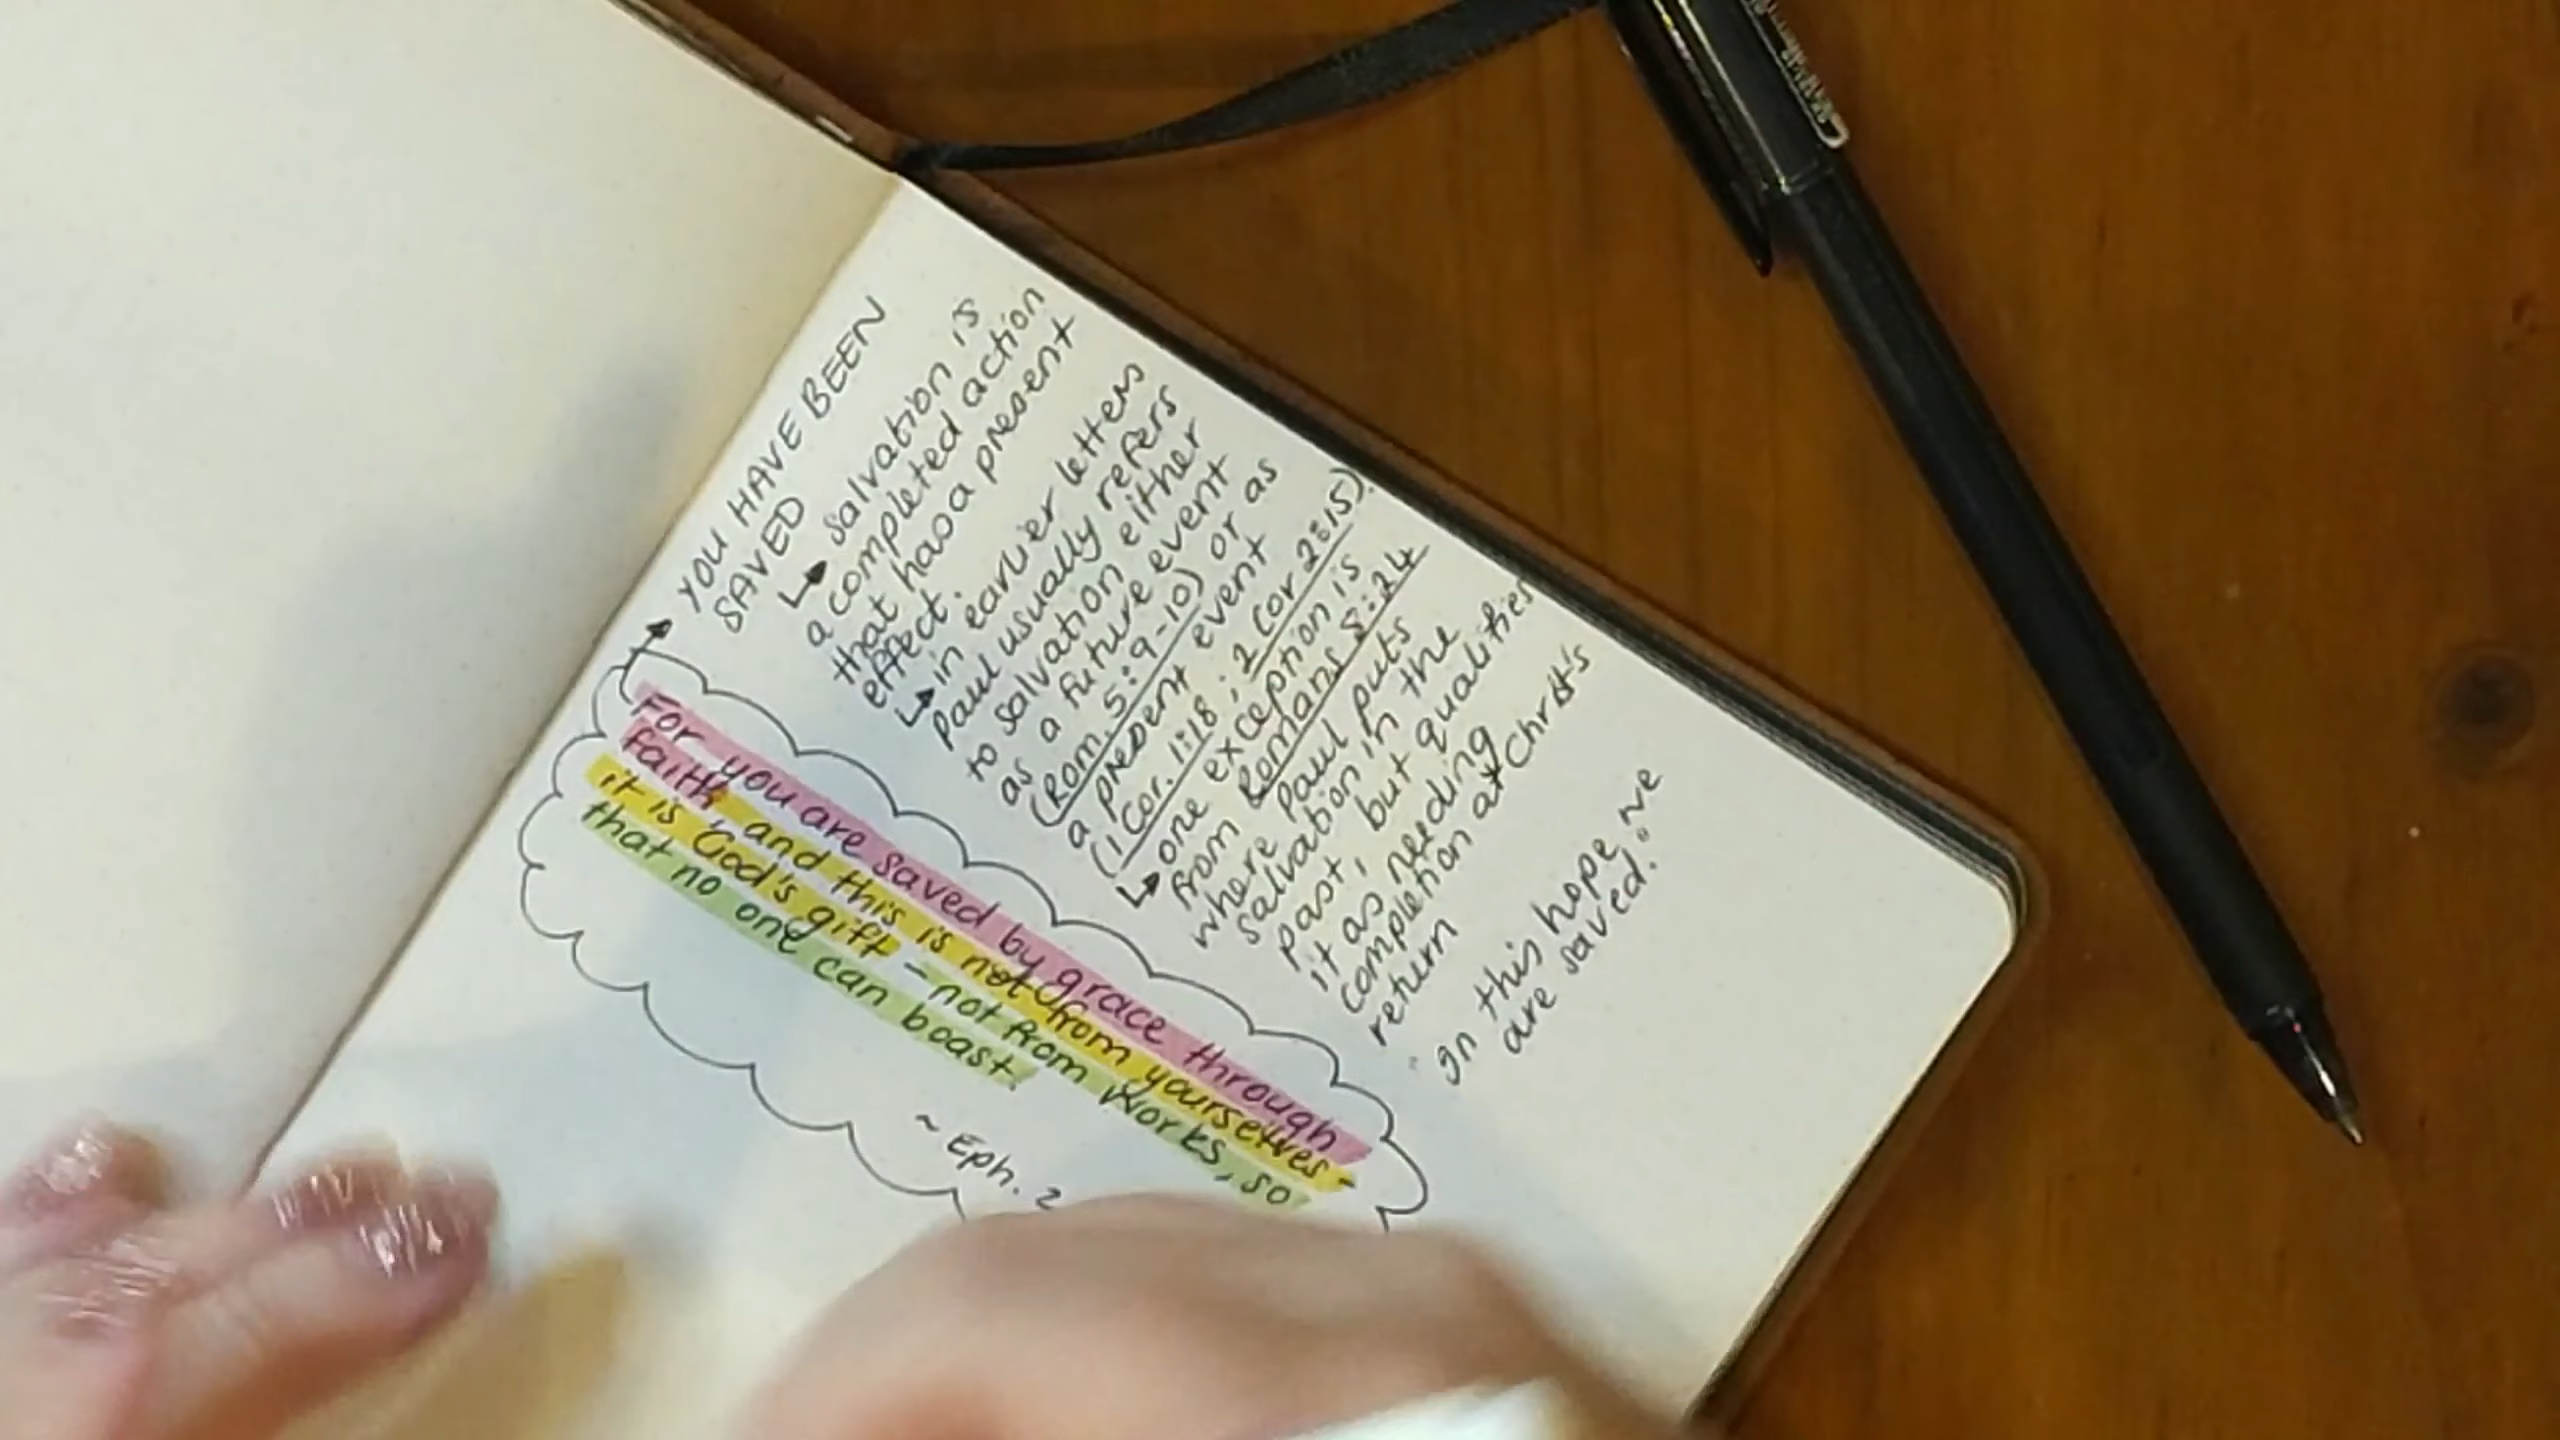 YOU HAVE BEEN
SAVED
↳ salvation is
a completed action
that has a present
effect.
↳ in earlier letters
Paul usually refers
to salvation either
as a future event
(Rom. 5:9-10) or as
a present event
(1 Cor. 1:18; 2 Cor 2:15).
↳ one exception is
from Romans 8:24
where Paul puts
salvation in the
past, but qualifies
it as needing
completion at Christ's
return
"In this hope we
are saved."
For you are saved by grace through
faith, and this is not from yourselves -
it is God's gift - not from works, so
that no one can boast.
~ Eph. 2